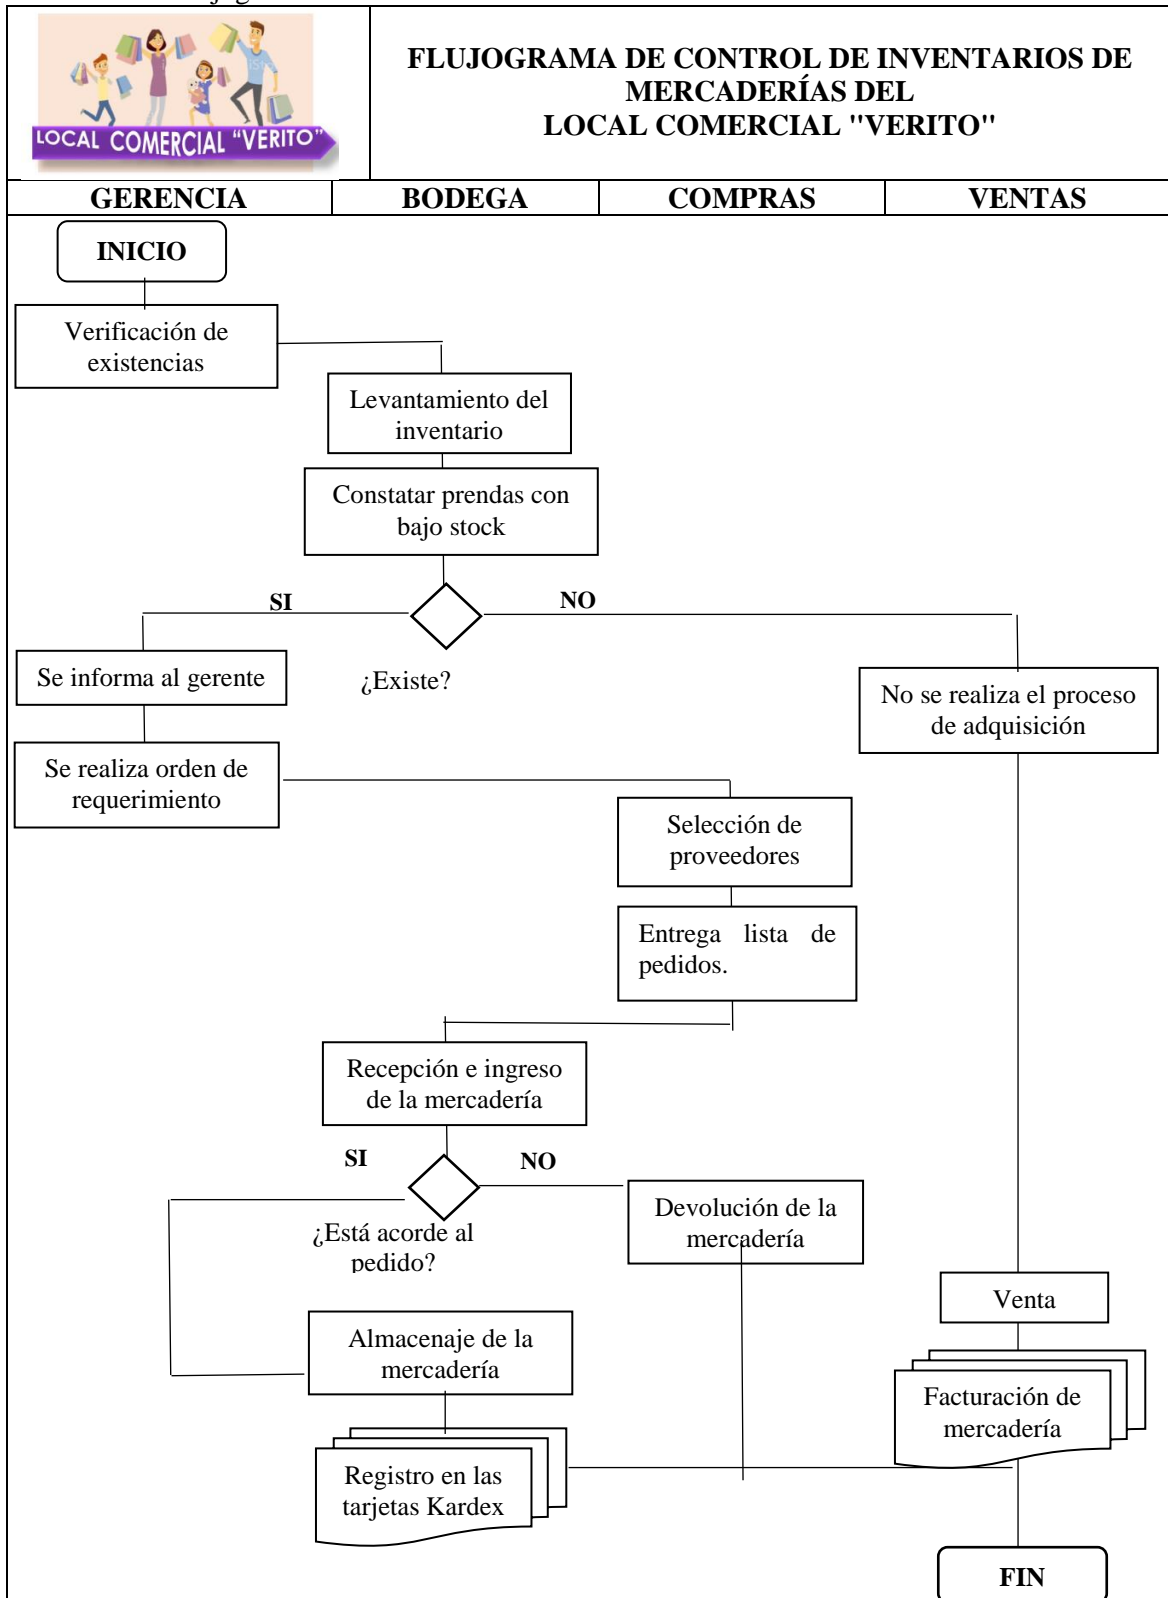 LOCAL COMERCIAL "VERITO"
FLUJOGRAMA DE CONTROL DE INVENTARIOS DE
MERCADERÍAS DEL
LOCAL COMERCIAL "VERITO"
GERENCIA
BODEGA
COMPRAS
VENTAS
INICIO
Verificación de
existencias
Levantamiento del
inventario
Constatar prendas con
bajo stock
SI
NO
¿Existe?
Se informa al gerente
No se realiza el proceso
de adquisición
Se realiza orden de
requerimiento
Selección de
proveedores
Entrega lista de
pedidos.
Recepción e ingreso
de la mercadería
SI
NO
¿Está acorde al
pedido?
Devolución de la
mercadería
Venta
Almacenaje de la
mercadería
Facturación de
mercadería
Registro en las
tarjetas Kardex
FIN